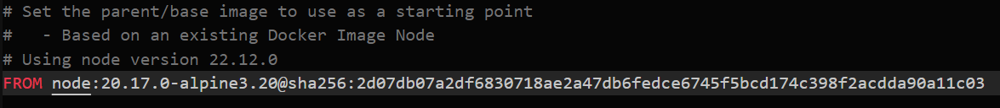 # Set the parent/base image to use as a starting point
#   - Based on an existing Docker Image Node
# Using node version 22.12.0
FROM node:20.17.0-alpine3.20@sha256:2d07db07a2df6830718ae2a47db6fedce6745f5bcd174c398f2acdda90a11c03